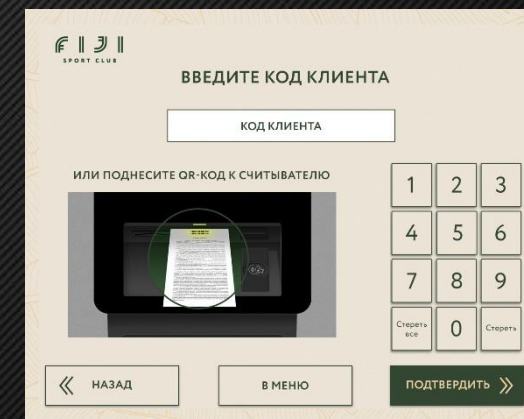 FIJI
SPORT CLUB
ВВЕДИТЕ КОД КЛИЕНТА
КОД КЛИЕНТА
ИЛИ ПОДНЕСИТЕ QR-КОД К СЧИТЫВАТЕЛЮ
1 2 3
4 5 6
7 8 9
Стереть все 0 Стереть
НАЗАД
В МЕНЮ
ПОДТВЕРДИТЬ